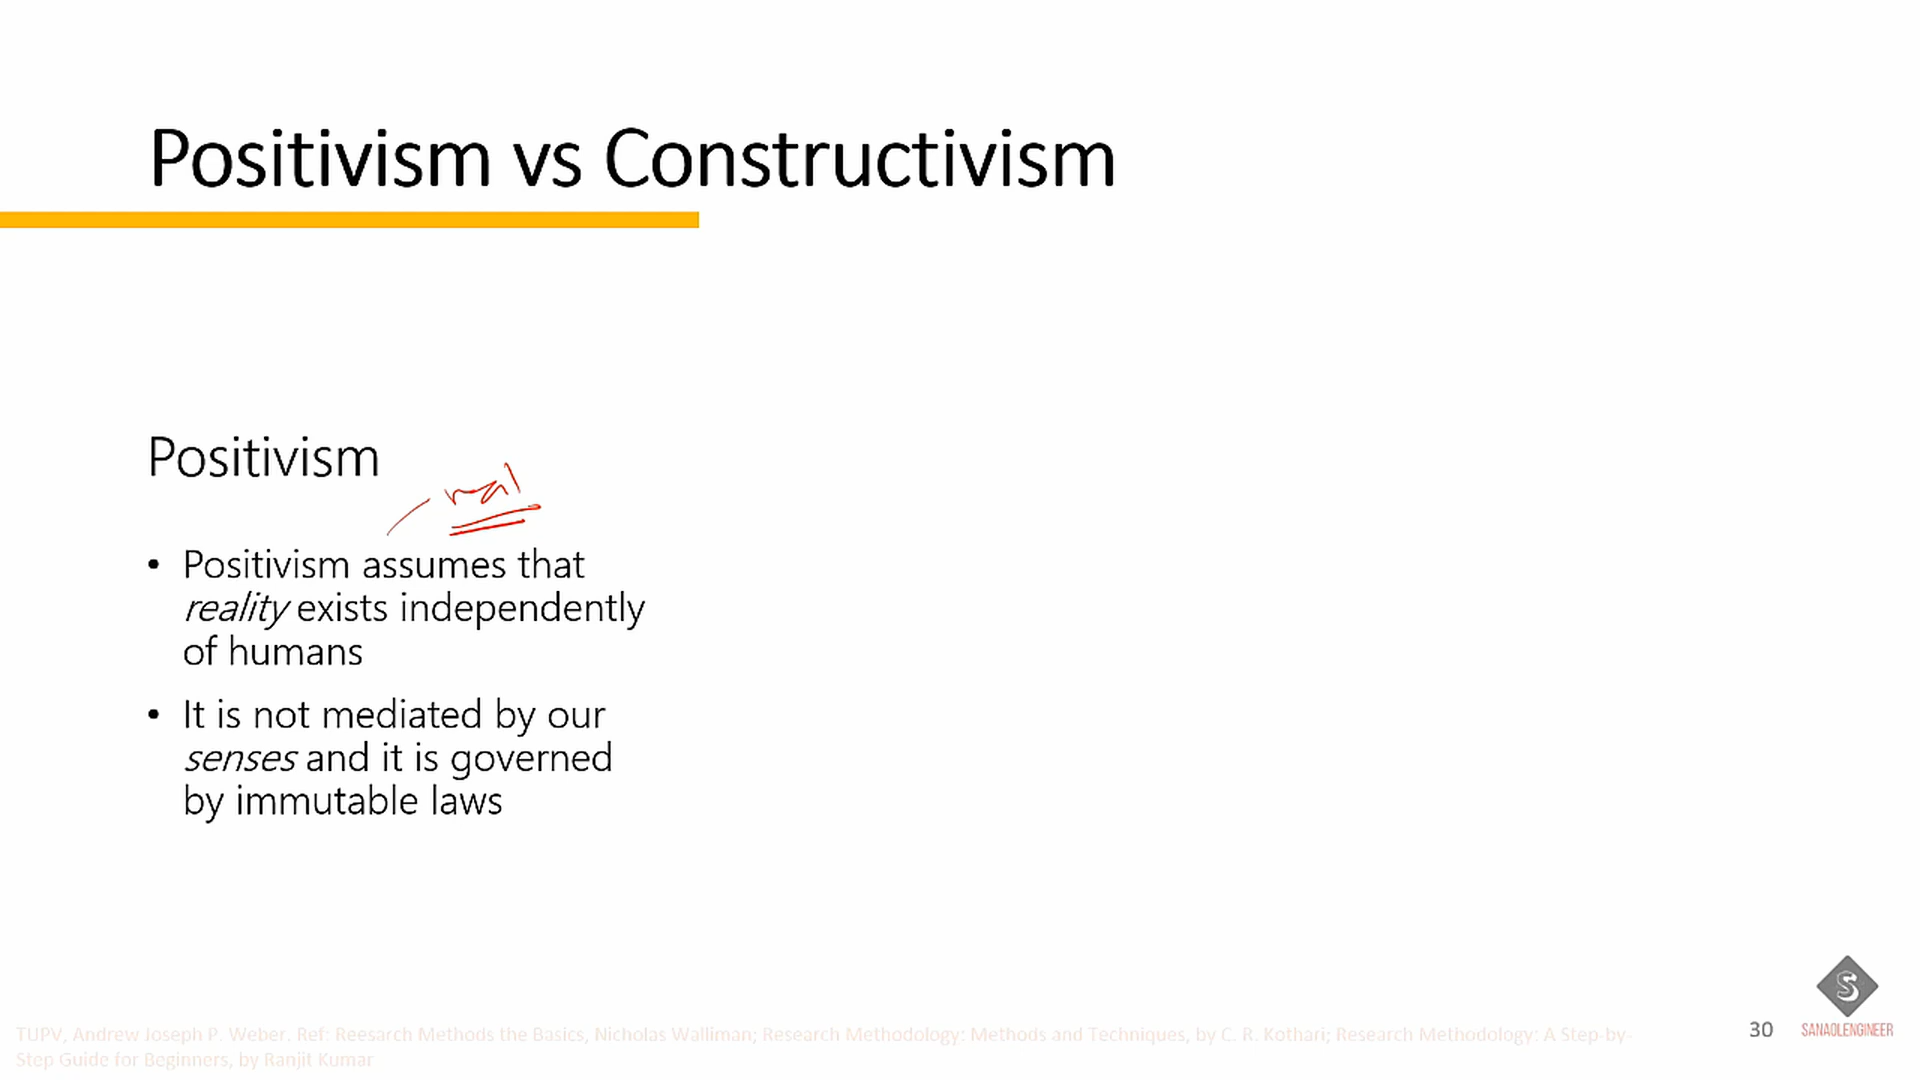 Positivism vs Constructivism
Positivism
real
• Positivism assumes that
reality exists independently
of humans
• It is not mediated by our
senses and it is governed
by immutable laws
TUPV, Andrew Joseph P. Weber. Ref: Reesarch Methods the Basics, Nicholas Walliman; Research Methodology: Methods and Techniques, by C. R. Kothari; Research Methodology: A Step-by-
Step Guide for Beginners, by Ranjit Kumar
30
S
SANAOLENGINEER